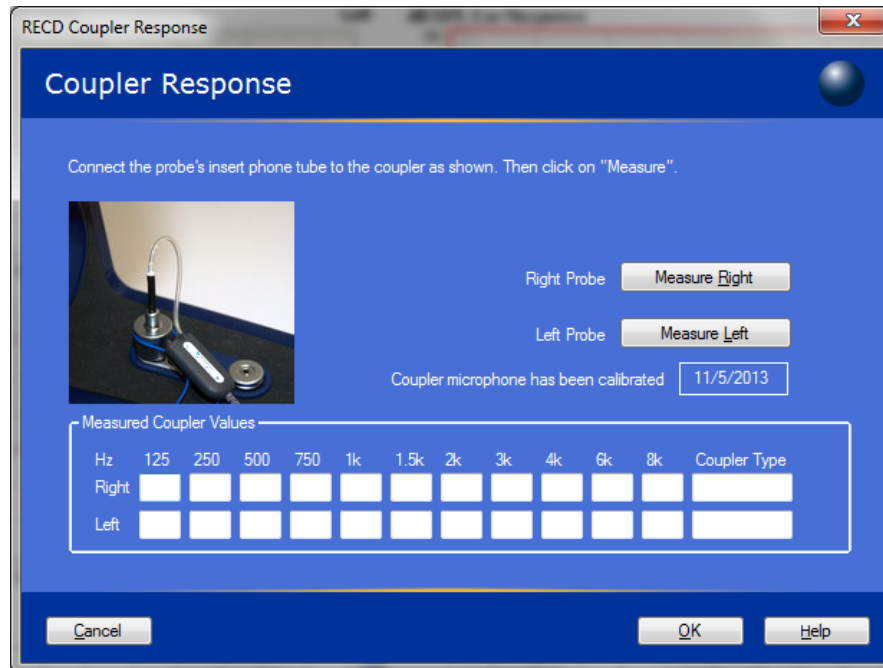 RECD Coupler Response
Coupler Response
Connect the probe's insert phone tube to the coupler as shown. Then click on "Measure".
Right Probe Measure Right
Left Probe Measure Left
Coupler microphone has been calibrated 11/5/2013
Measured Coupler Values
Hz 125 250 500 750 1k 1.5k 2k 3k 4k 6k 8k Coupler Type
Right
Left
Cancel OK Help